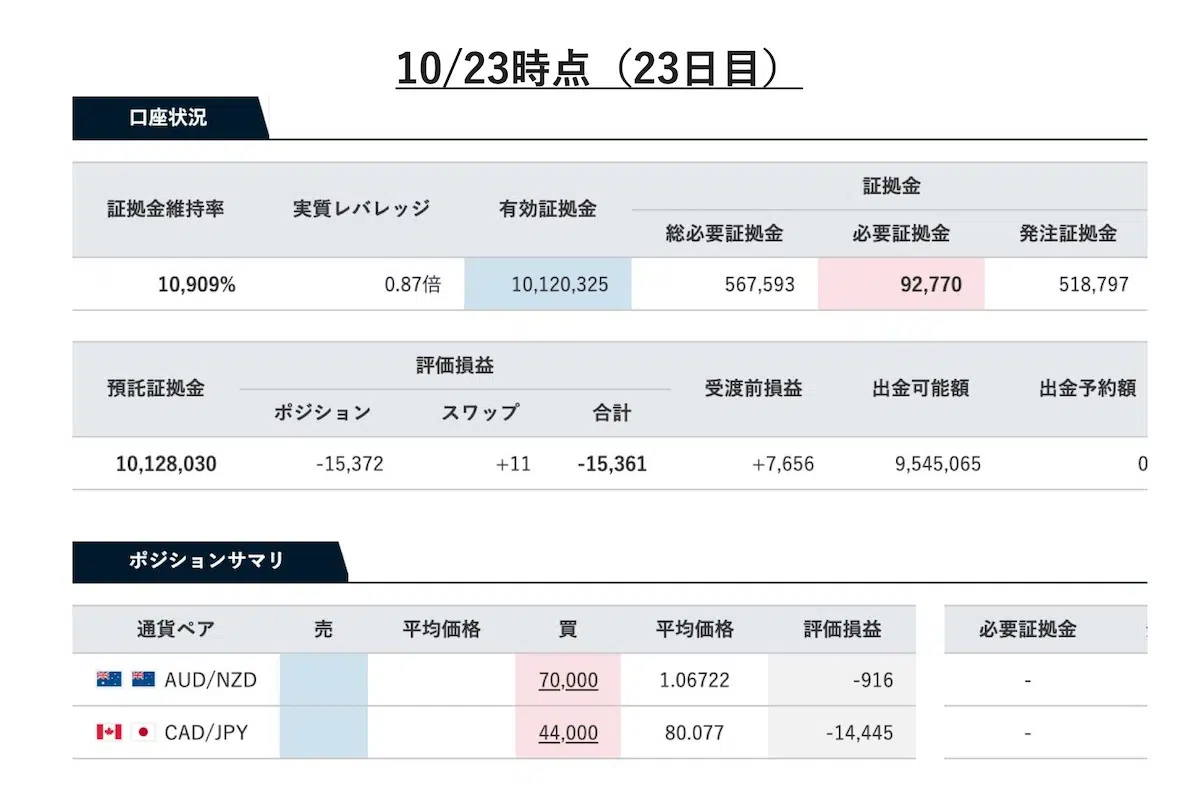 10/23時点（23日目）
口座状況
証拠金維持率 実質レバレッジ 有効証拠金 証拠金
総必要証拠金 必要証拠金 発注証拠金
10,909% 0.87倍 10,120,325 567,593 92,770 518,797
預託証拠金 評価損益 受渡前損益 出金可能額 出金予約額
ポジション スワップ 合計
10,128,030 -15,372 +11 -15,361 +7,656 9,545,065 0
ポジションサマリ
通貨ペア 売 平均価格 買 平均価格 評価損益 必要証拠金
AUD/NZD 70,000 1.06722 -916 -
CAD/JPY 44,000 80.077 -14,445 -